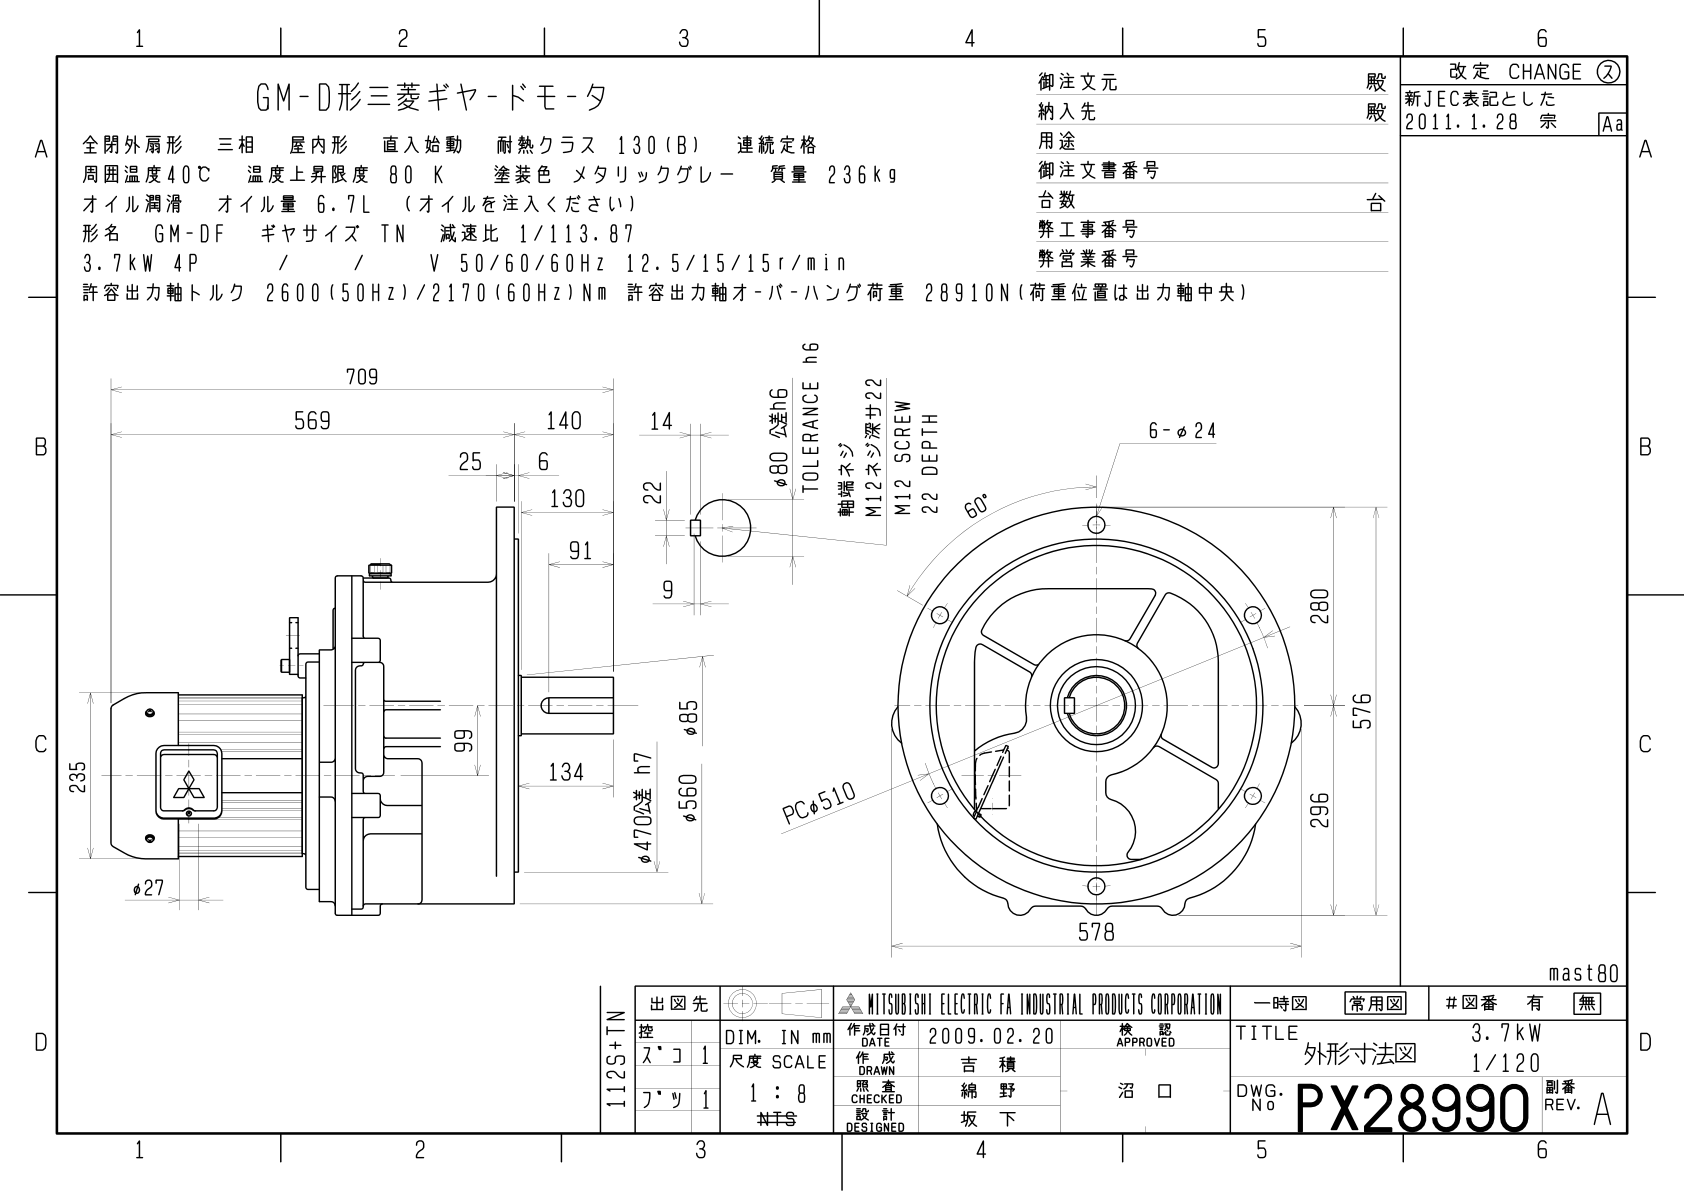 1 2 3 4 5 6
GM-D形三菱ギヤ-ドモ-タ
全閉外扇形 三相 屋内形 直入始動 耐熱クラス 130(B) 連続定格
周囲温度40℃ 温度上昇限度 80 K 塗装色 メタリックグレー 質量 236kg
オイル潤滑 オイル量 6.7L (オイルを注入ください)
形名 GM-DF ギヤサイズ TN 減速比 1/113.87
3.7kW 4P / / V 50/60/60Hz 12.5/15/15r/min
許容出力軸トルク 2600(50Hz)/2170(60Hz)Nm 許容出力軸オ-バ-ハング荷重 28910N(荷重位置は出力軸中央)
御注文元 殿
納入先 殿
用途
御注文書番号
台数 台
弊工事番号
弊営業番号
改定 CHANGE ス
新JEC表記とした
2011.1.28 宗 Aa
A A
B B
C C
D D
709
569 140
25 6
130
91
99
134
235
φ27
φ85
φ470公差 h7
φ560
14
22
9
φ80 公差h6
TOLERANCE h6
軸端ネジ
M12ネジ深サ22
M12 SCREW
22 DEPTH
6-φ24
60°
PCφ510
280
576
296
578
mast80
112S+TN
出図先
控
ズコ 1
ブツ 1
DIM. IN mm
尺度 SCALE
1 : 8
NTS
MITSUBISHI ELECTRIC FA INDUSTRIAL PRODUCTS CORPORATION
作成日付
DATE
2009.02.20
検 認
APPROVED
作 成
DRAWN
吉 積
照 査
CHECKED
綿 野
沼 口
設 計
DESIGNED
坂 下
一時図 常用図 #図番 有 無
TITLE
外形寸法図
3.7kW
1/120
DWG.
No
PX28990
副番
REV.
A
1 2 3 4 5 6